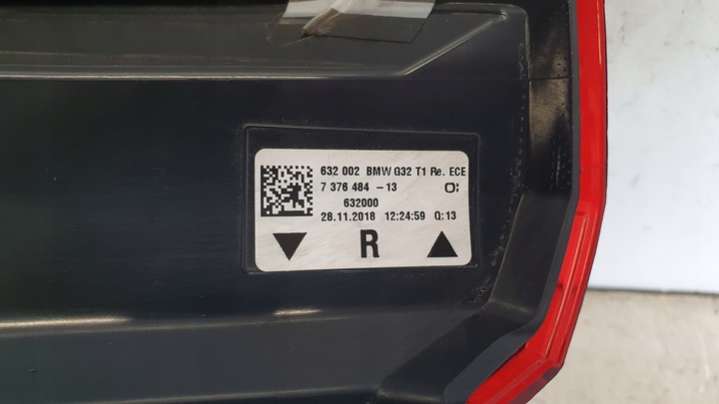 632 002 BMW G32 T1 Re. ECE
7 376 484 -13 O:
632000
28.11.2018 12:24:59 Q:13
R